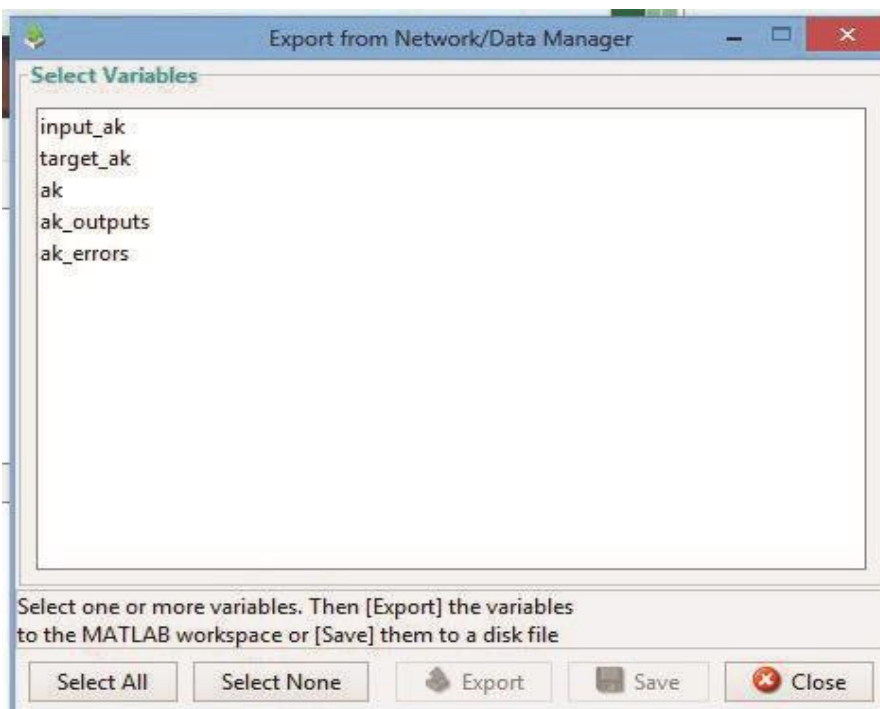 Export from Network/Data Manager
Select Variables
input_ak
target_ak
ak
ak_outputs
ak_errors
Select one or more variables. Then [Export] the variables
to the MATLAB workspace or [Save] them to a disk file
Select All Select None Export Save Close